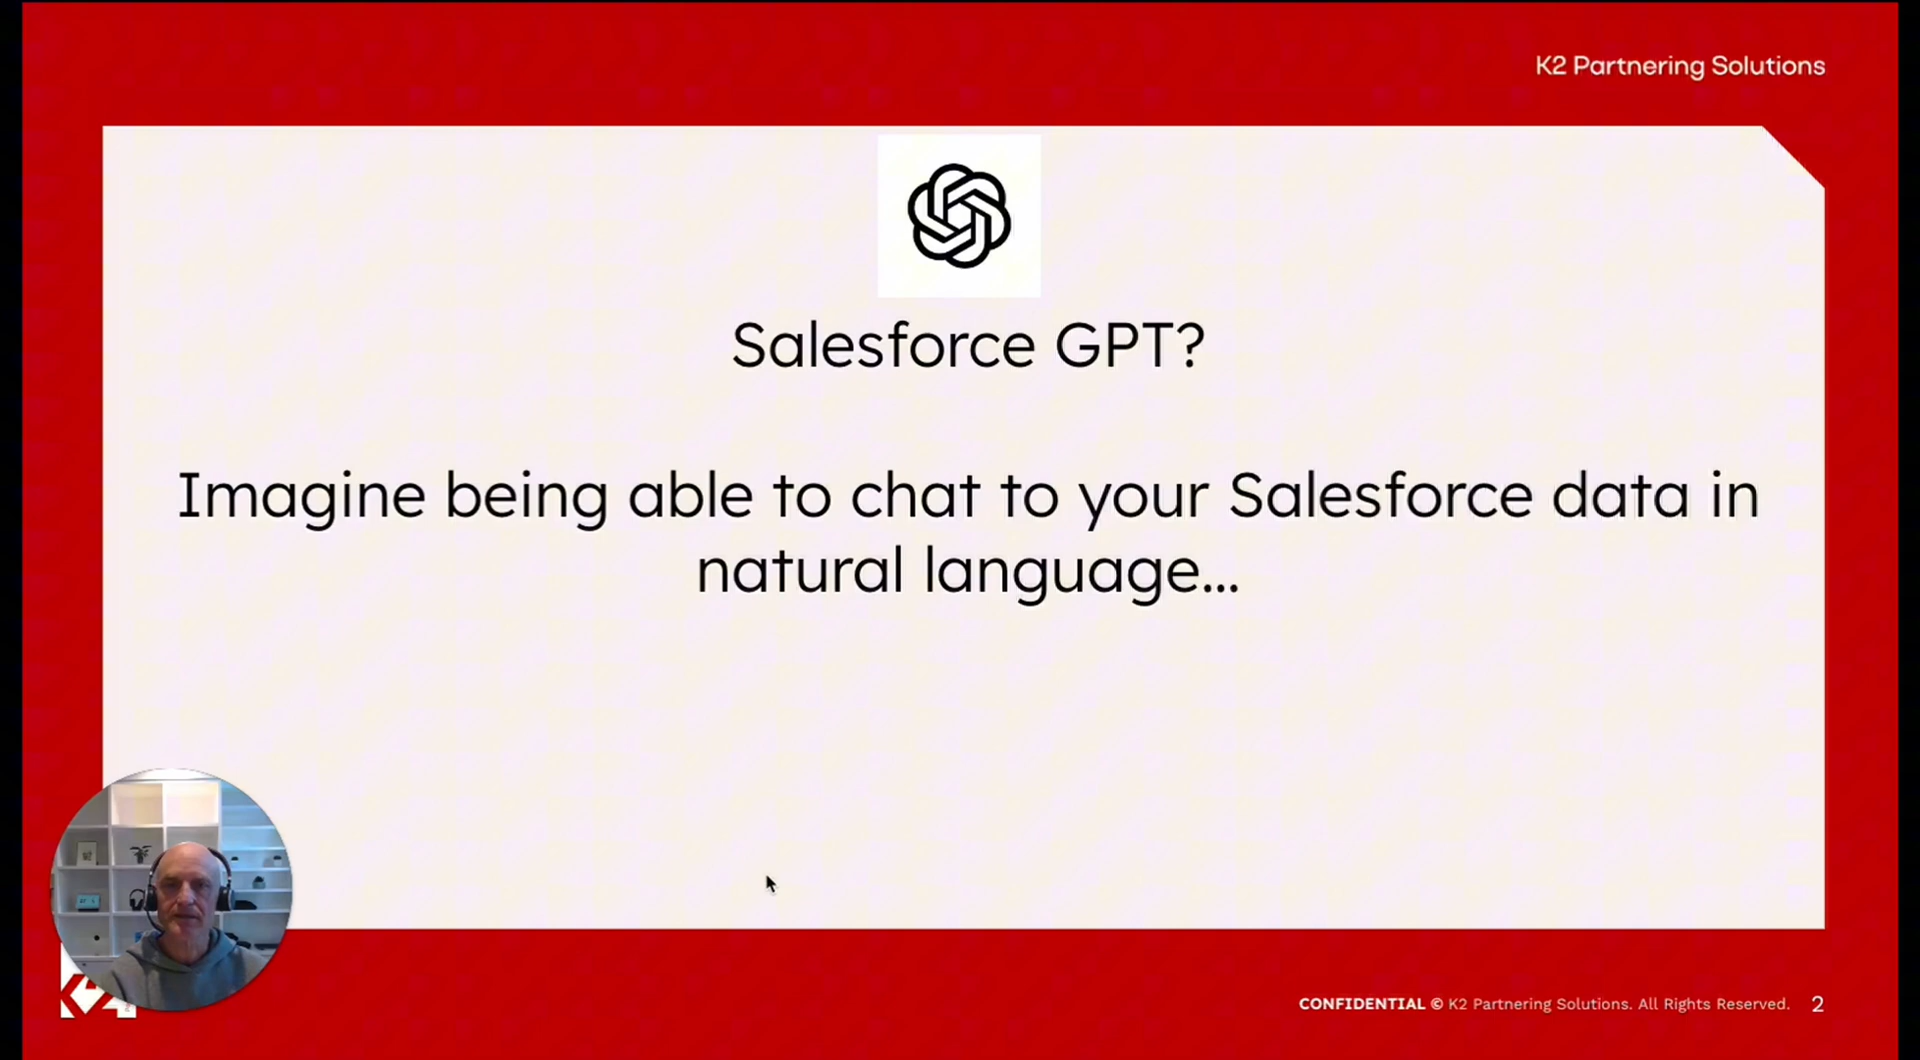 K2 Partnering Solutions
Salesforce GPT?
Imagine being able to chat to your Salesforce data in
natural language...
CONFIDENTIAL © K2 Partnering Solutions. All Rights Reserved. 2